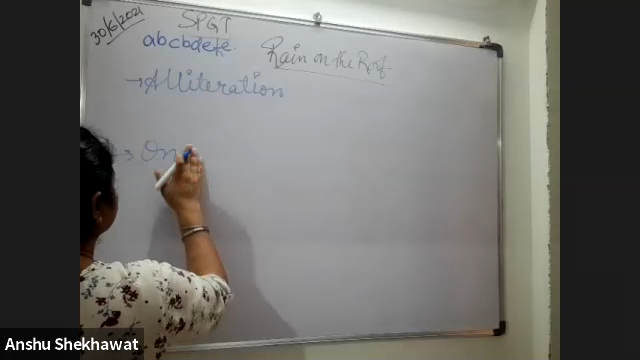 30/6/2021
SPGT
abcbdefe
Rain on the Roof
→ Alliteration
→ On
Anshu Shekhawat